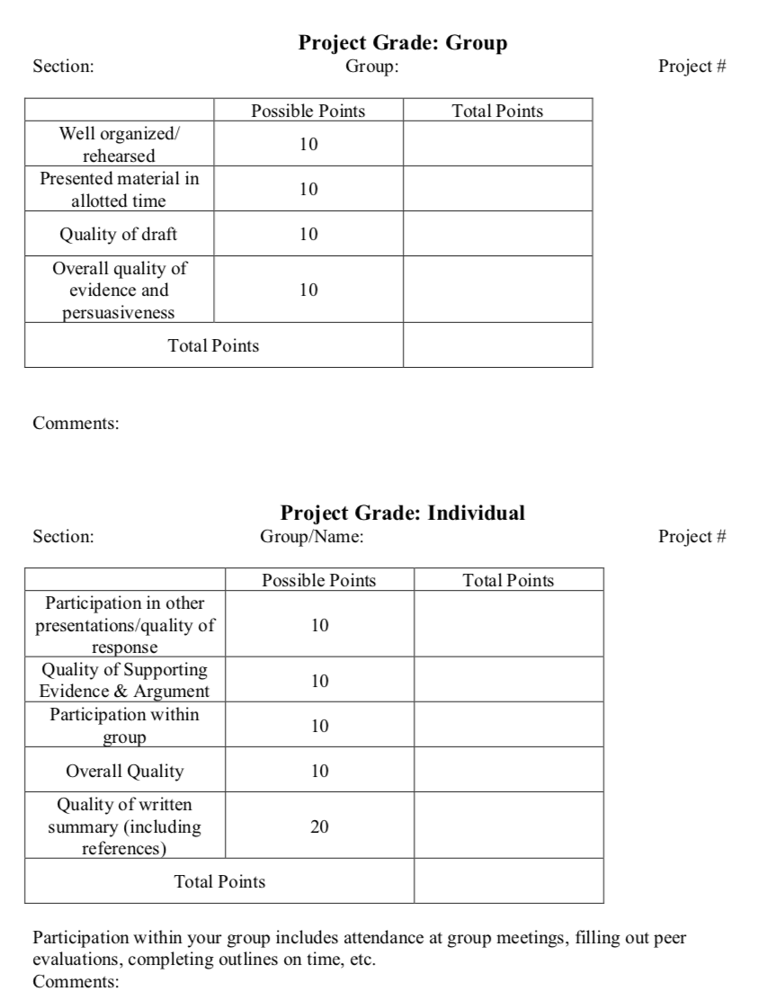 Project Grade: Group
Section: Group: Project #
Possible Points Total Points
Well organized/
rehearsed
10
Presented material in
allotted time
10
Quality of draft 10
Overall quality of
evidence and
persuasiveness
10
Total Points
Comments:
Project Grade: Individual
Section: Group/Name: Project #
Possible Points Total Points
Participation in other
presentations/quality of
response
10
Quality of Supporting
Evidence & Argument
10
Participation within
group
10
Overall Quality 10
Quality of written
summary (including
references)
20
Total Points
Participation within your group includes attendance at group meetings, filling out peer
evaluations, completing outlines on time, etc.
Comments: